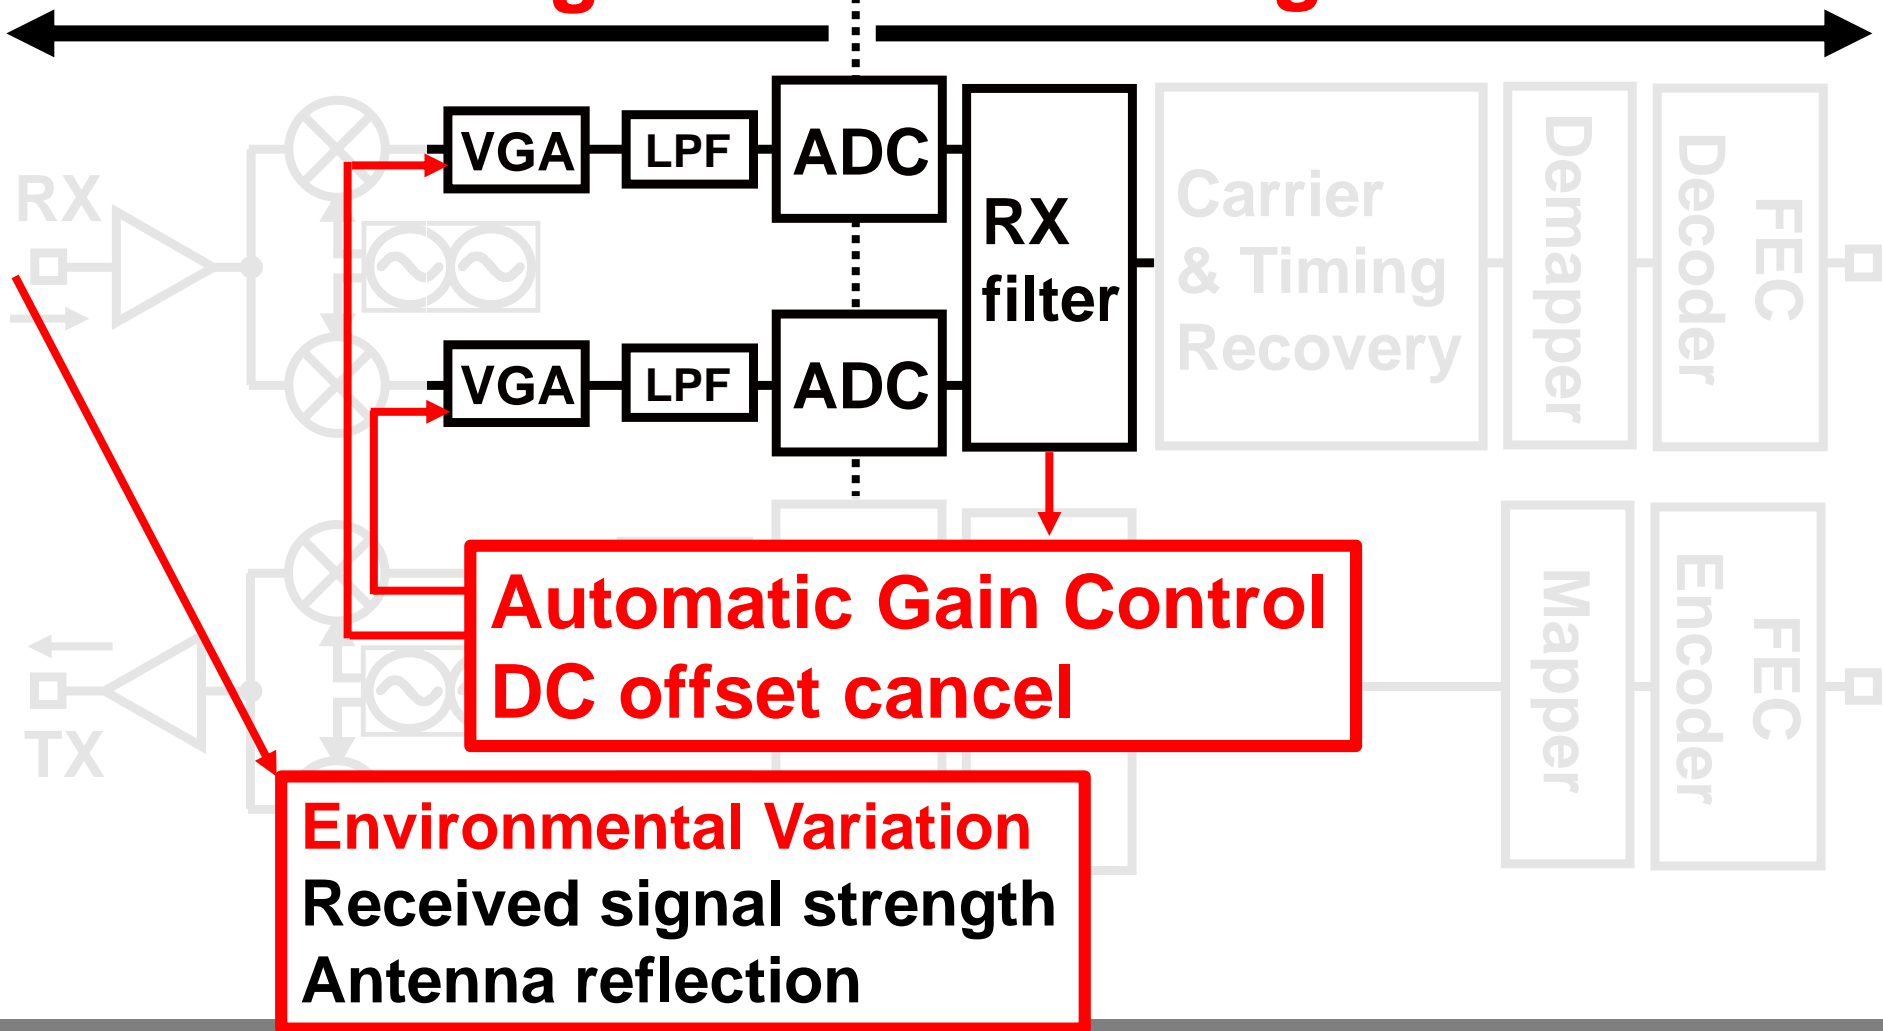 VGA
LPF
ADC
RX
Carrier
& Timing
Recovery
Demapper
Decoder
FEC
RX
filter
VGA
LPF
ADC
Automatic Gain Control
DC offset cancel
Mapper
Encoder
FEC
TX
Environmental Variation
Received signal strength
Antenna reflection